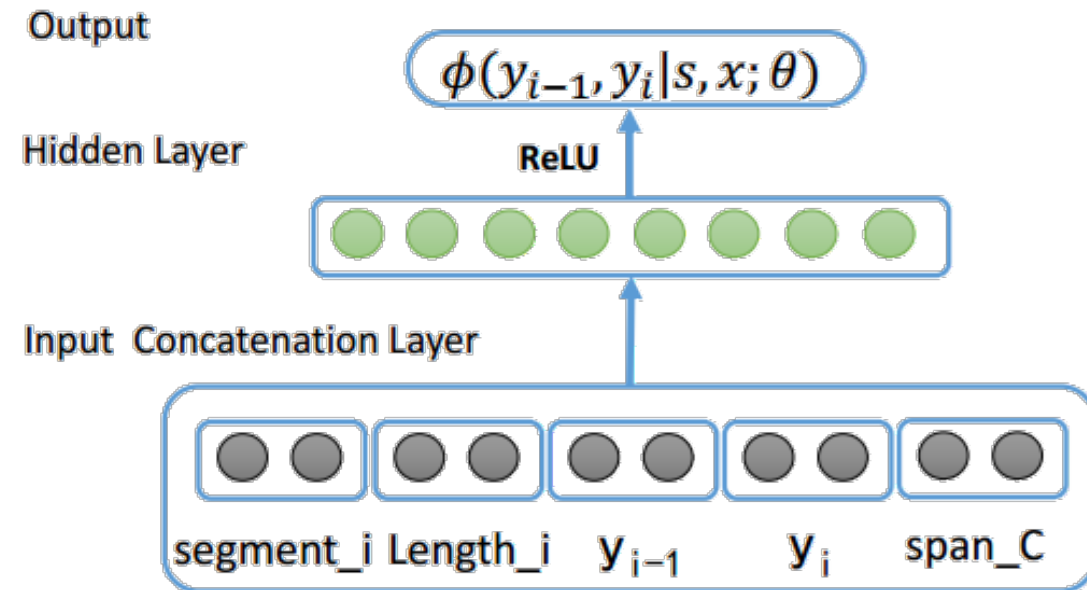 Output
ϕ(y_{i−1}, y_i|s, x; θ)
Hidden Layer
ReLU
Input Concatenation Layer
segment_i Length_i y_{i−1} y_i span_C